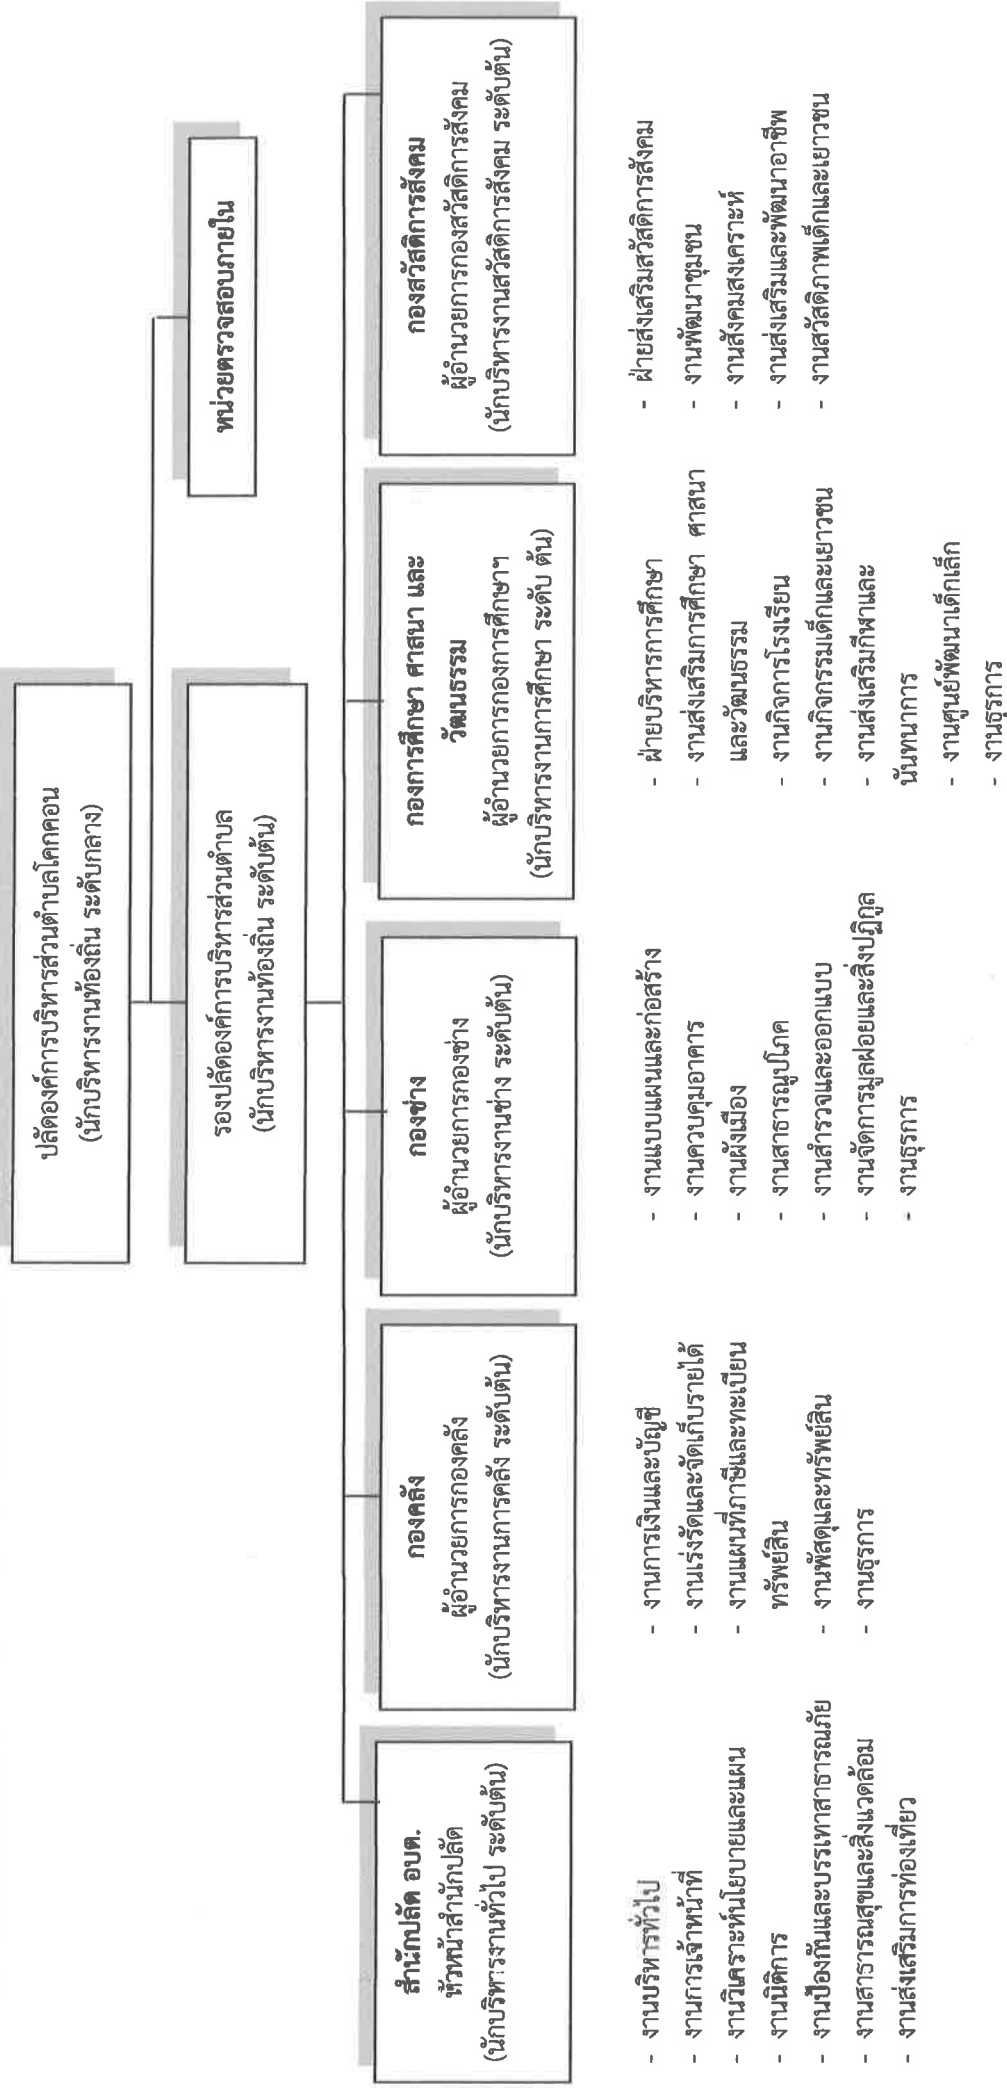 ปลัดองค์การบริหารส่วนตำบลโคกคอน
(นักบริหารงานท้องถิ่น ระดับกลาง)
รองปลัดองค์การบริหารส่วนตำบล
(นักบริหารงานท้องถิ่น ระดับต้น)
หน่วยตรวจสอบภายใน
สำนักปลัด อบต.
หัวหน้าสำนักปลัด
(นักบริหารงานทั่วไป ระดับต้น)
- งานบริหารทั่วไป
- งานการเจ้าหน้าที่
- งานวิเคราะห์นโยบายและแผน
- งานนิติการ
- งานป้องกันและบรรเทาสาธารณภัย
- งานสาธารณสุขและสิ่งแวดล้อม
- งานส่งเสริมการท่องเที่ยว
กองคลัง
ผู้อำนวยการกองคลัง
(นักบริหารงานการคลัง ระดับต้น)
- งานการเงินและบัญชี
- งานเร่งรัดและจัดเก็บรายได้
- งานแผนที่ภาษีและทะเบียน
ทรัพย์สิน
- งานพัสดุและทรัพย์สิน
- งานธุรการ
กองช่าง
ผู้อำนวยการกองช่าง
(นักบริหารงานช่าง ระดับต้น)
- งานแบบแผนและก่อสร้าง
- งานควบคุมอาคาร
- งานผังเมือง
- งานสาธารณูปโภค
- งานสำรวจและออกแบบ
- งานจัดการมูลฝอยและสิ่งปฏิกูล
- งานธุรการ
กองการศึกษา ศาสนา และ
วัฒนธรรม
ผู้อำนวยการกองการศึกษาฯ
(นักบริหารงานการศึกษา ระดับ ต้น)
- ฝ่ายบริหารการศึกษา
- งานส่งเสริมการศึกษา ศาสนา
และวัฒนธรรม
- งานกิจการโรงเรียน
- งานกิจกรรมเด็กและเยาวชน
- งานส่งเสริมกีฬาและ
นันทนาการ
- งานศูนย์พัฒนาเด็กเล็ก
- งานธุรการ
กองสวัสดิการสังคม
ผู้อำนวยการกองสวัสดิการสังคม
(นักบริหารงานสวัสดิการสังคม ระดับต้น)
- ฝ่ายส่งเสริมสวัสดิการสังคม
- งานพัฒนาชุมชน
- งานสังคมสงเคราะห์
- งานส่งเสริมและพัฒนาอาชีพ
- งานสวัสดิภาพเด็กและเยาวชน